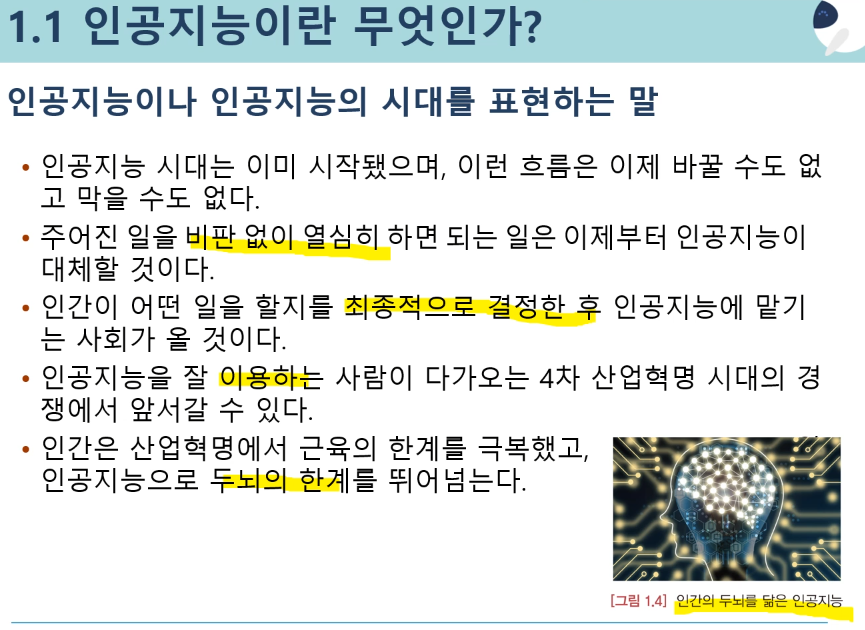 1.1 인공지능이란 무엇인가?
인공지능이나 인공지능의 시대를 표현하는 말
• 인공지능 시대는 이미 시작됐으며, 이런 흐름은 이제 바꿀 수도 없
고 막을 수도 없다.
• 주어진 일을 비판 없이 열심히 하면 되는 일은 이제부터 인공지능이
대체할 것이다.
• 인간이 어떤 일을 할지를 최종적으로 결정한 후 인공지능에 맡기
는 사회가 올 것이다.
• 인공지능을 잘 이용하는 사람이 다가오는 4차 산업혁명 시대의 경
쟁에서 앞서갈 수 있다.
• 인간은 산업혁명에서 근육의 한계를 극복했고,
인공지능으로 두뇌의 한계를 뛰어넘는다.
[그림 1.4] 인간의 두뇌를 닮은 인공지능